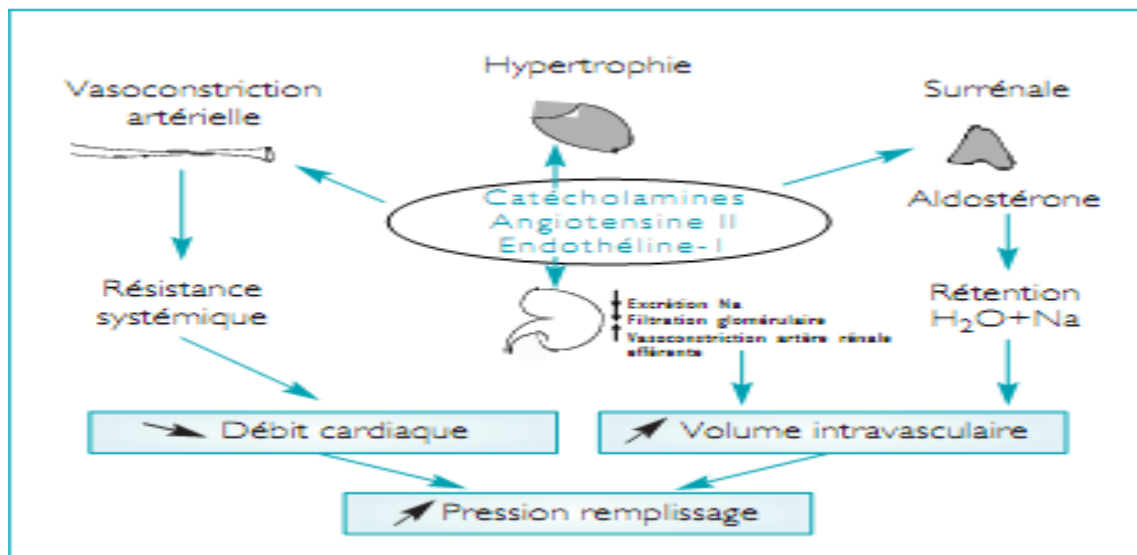 Hypertrophie
Vasoconstriction
artérielle
Surrénale
Catécholamines
Angiotensine II
Endothéline-I
Aldostérone
Résistance
systémique
Excrétion Na
Filtration glomérulaire
Vasoconstriction artère rénale
efférente
Rétention
H₂O+Na
Débit cardiaque
Volume intravasculaire
Pression remplissage